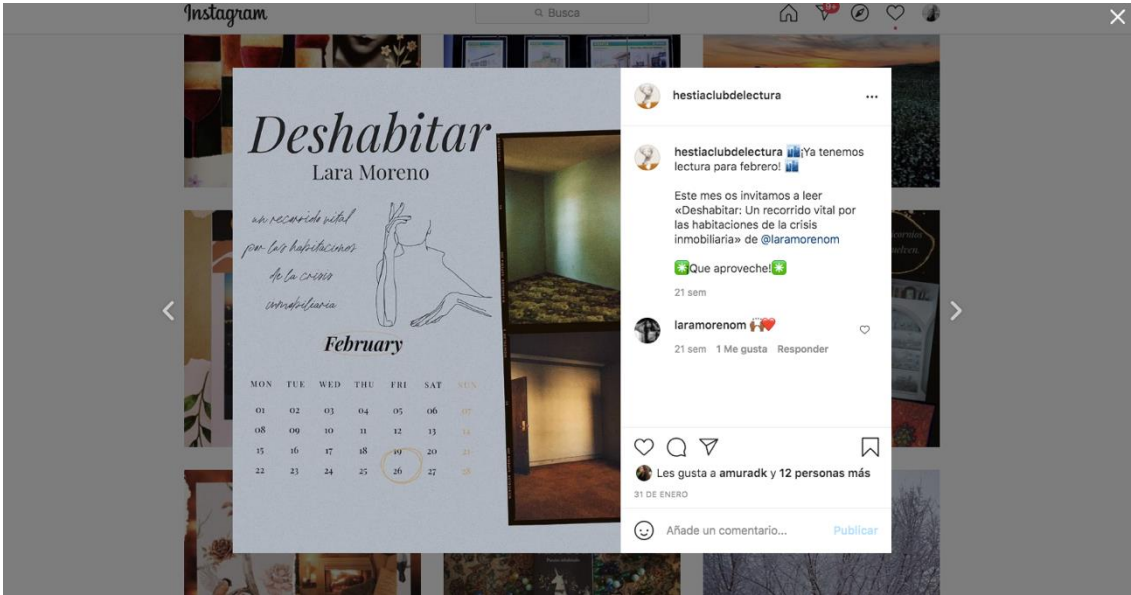 Instagram
Busca
Deshabitar
Lara Moreno
un recorrido vital
por las habitaciones
de la crisis
inmobiliaria
February
MON TUE WED THU FRI SAT SUN
01 02 03 04 05 06 07
08 09 10 11 12 13 14
15 16 17 18 19 20 21
22 23 24 25 26 27 28
hestiaclubdelectura
hestiaclubdelectura 🏙️¡Ya tenemos
lectura para febrero! 🏙️
Este mes os invitamos a leer
«Deshabitar: Un recorrido vital por
las habitaciones de la crisis
inmobiliaria» de @laramorenom
✳️¡Que aproveche!✳️
21 sem
laramorenom 🙌🏾❤️
21 sem 1 Me gusta Responder
Les gusta a amuradk y 12 personas más
31 DE ENERO
Añade un comentario... Publicar